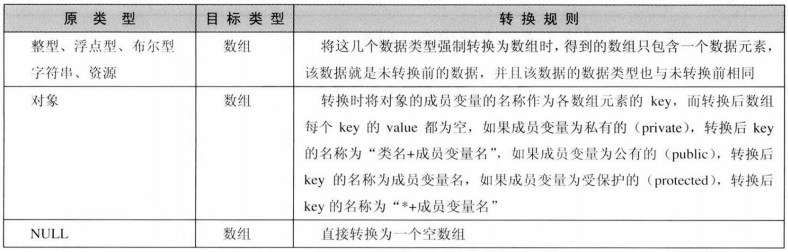 原 类 型 目 标 类 型 转 换 规 则
整型、浮点型、布尔型 数组 将这几个数据类型强制转换为数组时，得到的数组只包含一个数据元素，
字符串、资源 该数据就是未转换前的数据，并且该数据的数据类型也与未转换前相同
对象 数组 转换时将对象的成员变量的名称作为各数组元素的 key，而转换后数组
每个 key 的 value 都为空，如果成员变量为私有的（private），转换后 key
的名称为“类名+成员变量名”，如果成员变量为公有的（public），转换后
key 的名称为成员变量名，如果成员变量为受保护的（protected），转换后
key 的名称为“*+成员变量名”
NULL 数组 直接转换为一个空数组